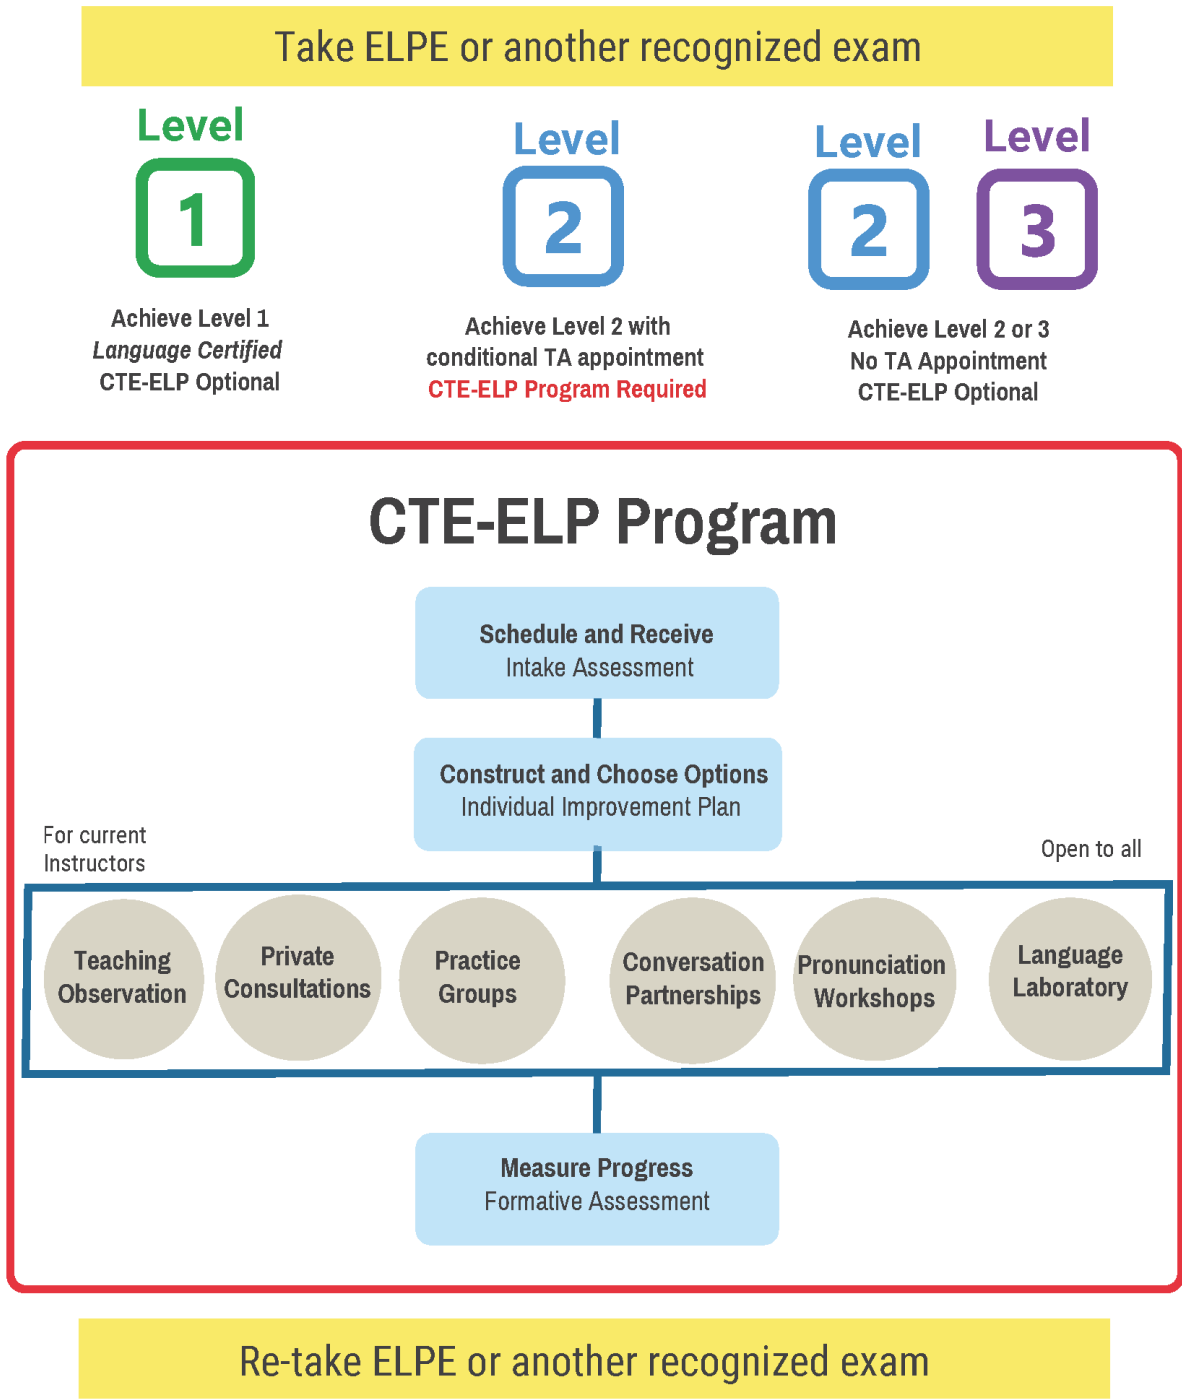 Take ELPE or another recognized exam
Level
1
Achieve Level 1
Language Certified
CTE-ELP Optional
Level
2
Achieve Level 2 with
conditional TA appointment
CTE-ELP Program Required
Level
2
Level
3
Achieve Level 2 or 3
No TA Appointment
CTE-ELP Optional
CTE-ELP Program
Schedule and Receive
Intake Assessment
Construct and Choose Options
Individual Improvement Plan
For current
Instructors
Open to all
Teaching
Observation
Private
Consultations
Practice
Groups
Conversation
Partnerships
Pronunciation
Workshops
Language
Laboratory
Measure Progress
Formative Assessment
Re-take ELPE or another recognized exam